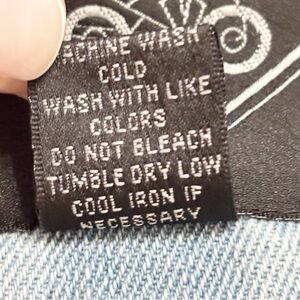 MACHINE WASH
COLD
WASH WITH LIKE
COLORS
DO NOT BLEACH
TUMBLE DRY LOW
COOL IRON IF
NECESSARY